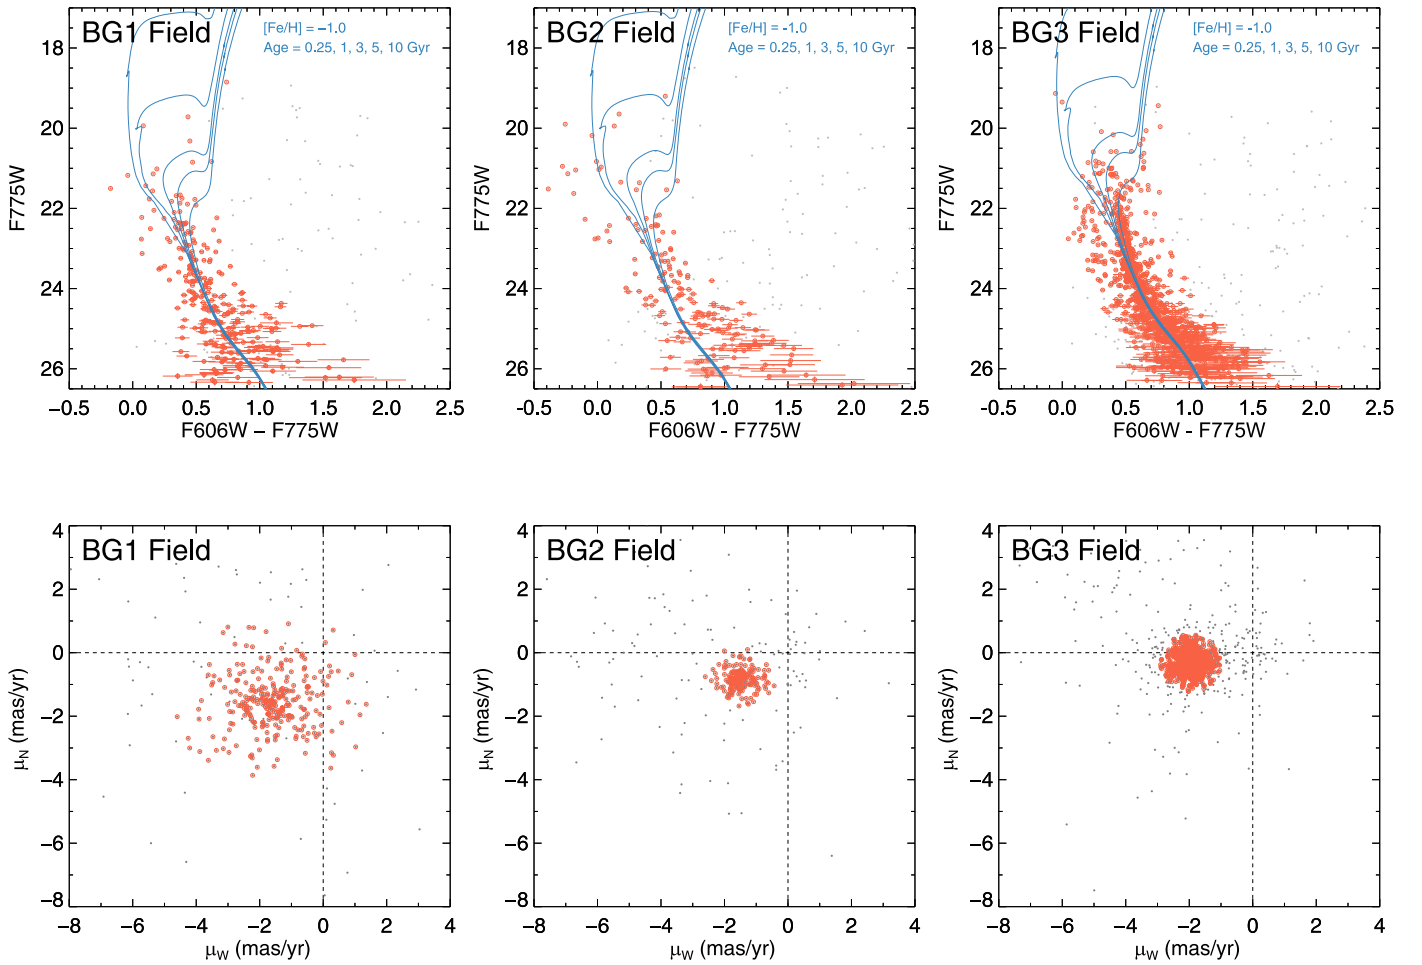 BG1 Field
[Fe/H] = −1.0
Age = 0.25, 1, 3, 5, 10 Gyr
18
20
22
24
26
F775W
−0.5 0.0 0.5 1.0 1.5 2.0 2.5
F606W − F775W
BG2 Field
[Fe/H] = -1.0
Age = 0.25, 1, 3, 5, 10 Gyr
18
20
22
24
26
F775W
-0.5 0.0 0.5 1.0 1.5 2.0 2.5
F606W - F775W
BG3 Field
[Fe/H] = -1.0
Age = 0.25, 1, 3, 5, 10 Gyr
18
20
22
24
26
F775W
-0.5 0.0 0.5 1.0 1.5 2.0 2.5
F606W - F775W
BG1 Field
4
2
0
−2
−4
−6
−8
μN (mas/yr)
−8 −6 −4 −2 0 2 4
μW (mas/yr)
BG2 Field
4
2
0
−2
−4
−6
−8
μN (mas/yr)
−8 −6 −4 −2 0 2 4
μW (mas/yr)
BG3 Field
4
2
0
−2
−4
−6
−8
μN (mas/yr)
−8 −6 −4 −2 0 2 4
μW (mas/yr)